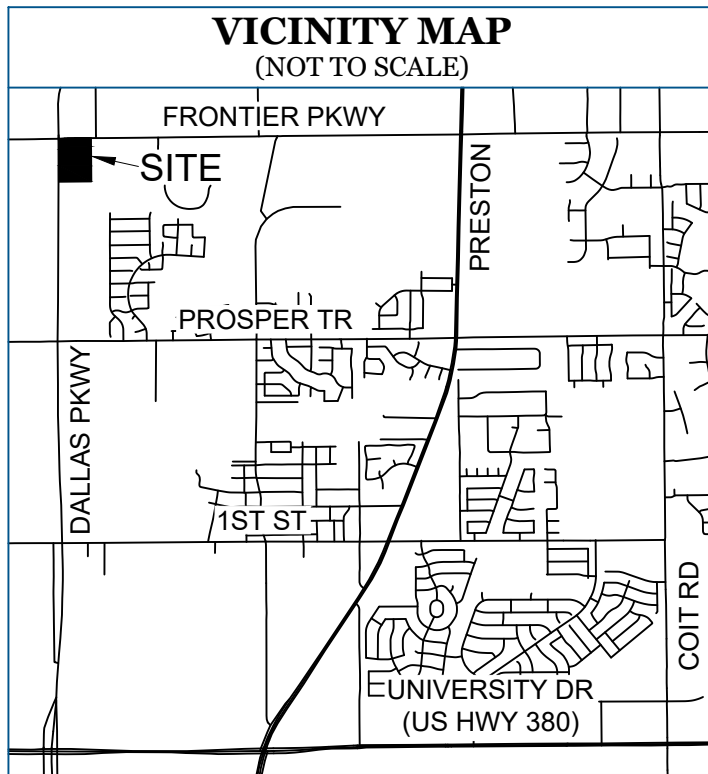 VICINITY MAP
(NOT TO SCALE)
FRONTIER PKWY
SITE
PRESTON
PROSPER TR
DALLAS PKWY
1ST ST
COIT RD
UNIVERSITY DR
(US HWY 380)